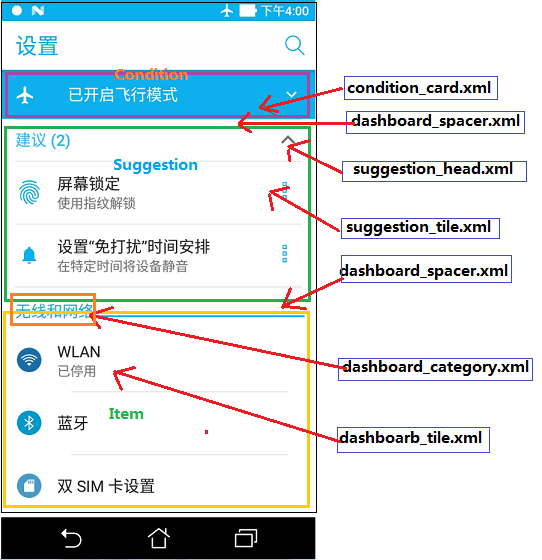 N 下午4:00
设置
Condition
已开启飞行模式
condition_card.xml
dashboard_spacer.xml
建议 (2)
Suggestion
suggestion_head.xml
屏幕锁定
使用指纹解锁
suggestion_tile.xml
设置“免打扰”时间安排
在特定时间将设备静音
dashboard_spacer.xml
无线和网络
WLAN
已停用
dashboard_category.xml
Item
蓝牙
dashboarb_tile.xml
双 SIM 卡设置